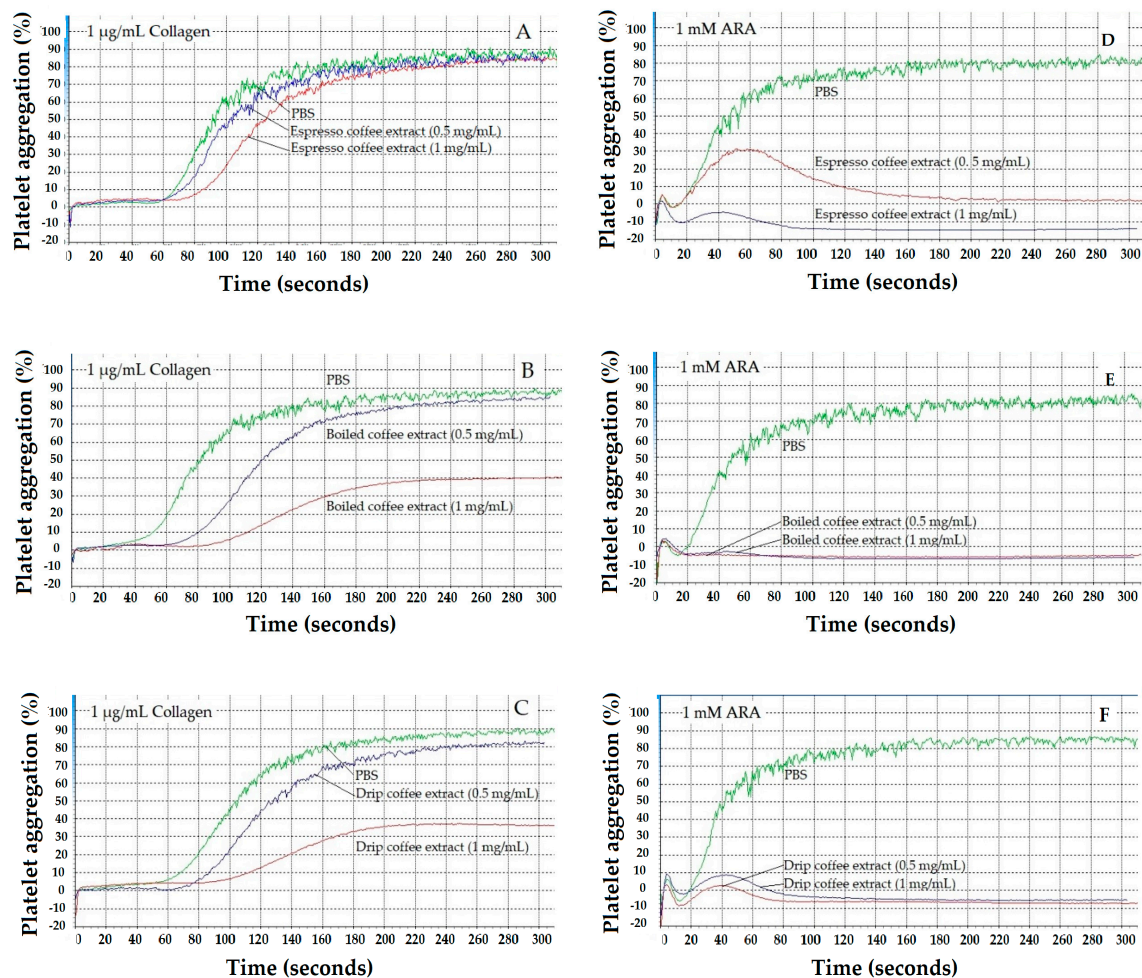 1 µg/mL Collagen
A
Platelet aggregation (%)
100
90
80
70
60
50
40
30
20
10
0
-10
-20
PBS
Espresso coffee extract (0.5 mg/mL)
Espresso coffee extract (1 mg/mL)
0 20 40 60 80 100 120 140 160 180 200 220 240 260 280 300
Time (seconds)
1 mM ARA
D
Platelet aggregation (%)
100
90
80
70
60
50
40
30
20
10
0
-10
-20
PBS
Espresso coffee extract (0.5 mg/mL)
Espresso coffee extract (1 mg/mL)
0 20 40 60 80 100 120 140 160 180 200 220 240 260 280 300
Time (seconds)
1 µg/mL Collagen
B
Platelet aggregation (%)
100
90
80
70
60
50
40
30
20
10
0
-10
-20
PBS
Boiled coffee extract (0.5 mg/mL)
Boiled coffee extract (1 mg/mL)
0 20 40 60 80 100 120 140 160 180 200 220 240 260 280 300
Time (seconds)
1 mM ARA
E
Platelet aggregation (%)
100
90
80
70
60
50
40
30
20
10
0
-10
-20
PBS
Boiled coffee extract (0.5 mg/mL)
Boiled coffee extract (1 mg/mL)
0 20 40 60 80 100 120 140 160 180 200 220 240 260 280 300
Time (seconds)
1 µg/mL Collagen
C
Platelet aggregation (%)
100
90
80
70
60
50
40
30
20
10
0
-10
-20
PBS
Drip coffee extract (0.5 mg/mL)
Drip coffee extract (1 mg/mL)
0 20 40 60 80 100 120 140 160 180 200 220 240 260 280 300
Time (seconds)
1 mM ARA
F
Platelet aggregation (%)
100
90
80
70
60
50
40
30
20
10
0
-10
-20
PBS
Drip coffee extract (0.5 mg/mL)
Drip coffee extract (1 mg/mL)
0 20 40 60 80 100 120 140 160 180 200 220 240 260 280 300
Time (seconds)